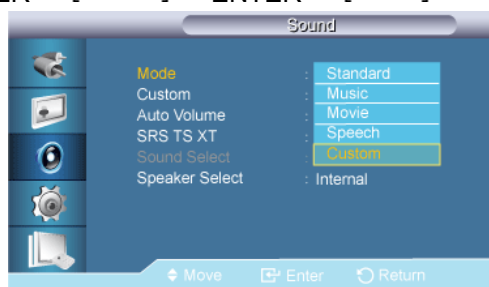 Sound
Mode : Standard
Custom : Music
Auto Volume : Movie
SRS TS XT : Speech
Sound Select : Custom
Speaker Select : Internal
Move Enter Return